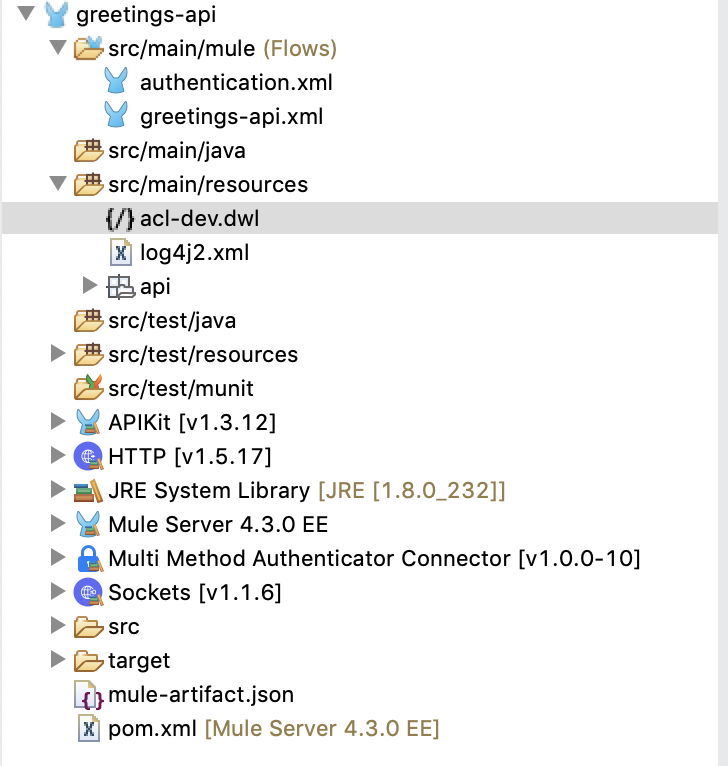 greetings-api
src/main/mule (Flows)
authentication.xml
greetings-api.xml
src/main/java
src/main/resources
{/} acl-dev.dwl
log4j2.xml
api
src/test/java
src/test/resources
src/test/munit
APIKit [v1.3.12]
HTTP [v1.5.17]
JRE System Library [JRE [1.8.0_232]]
Mule Server 4.3.0 EE
Multi Method Authenticator Connector [v1.0.0-10]
Sockets [v1.1.6]
src
target
mule-artifact.json
pom.xml [Mule Server 4.3.0 EE]